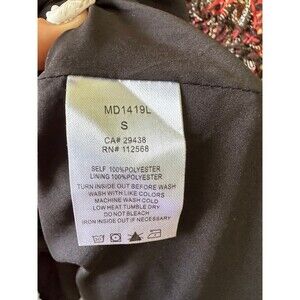 MD1419L
S
CA# 29438
RN# 112568
SELF 100%POLYESTER
LINING 100%POLYESTER
TURN INSIDE OUT BEFORE WASH
WASH WITH LIKE COLORS
MACHINE WASH COLD
LOW HEAT TUMBLE DRY
DO NOT BLEACH
IRON INSIDE OUT IF NECESSARY